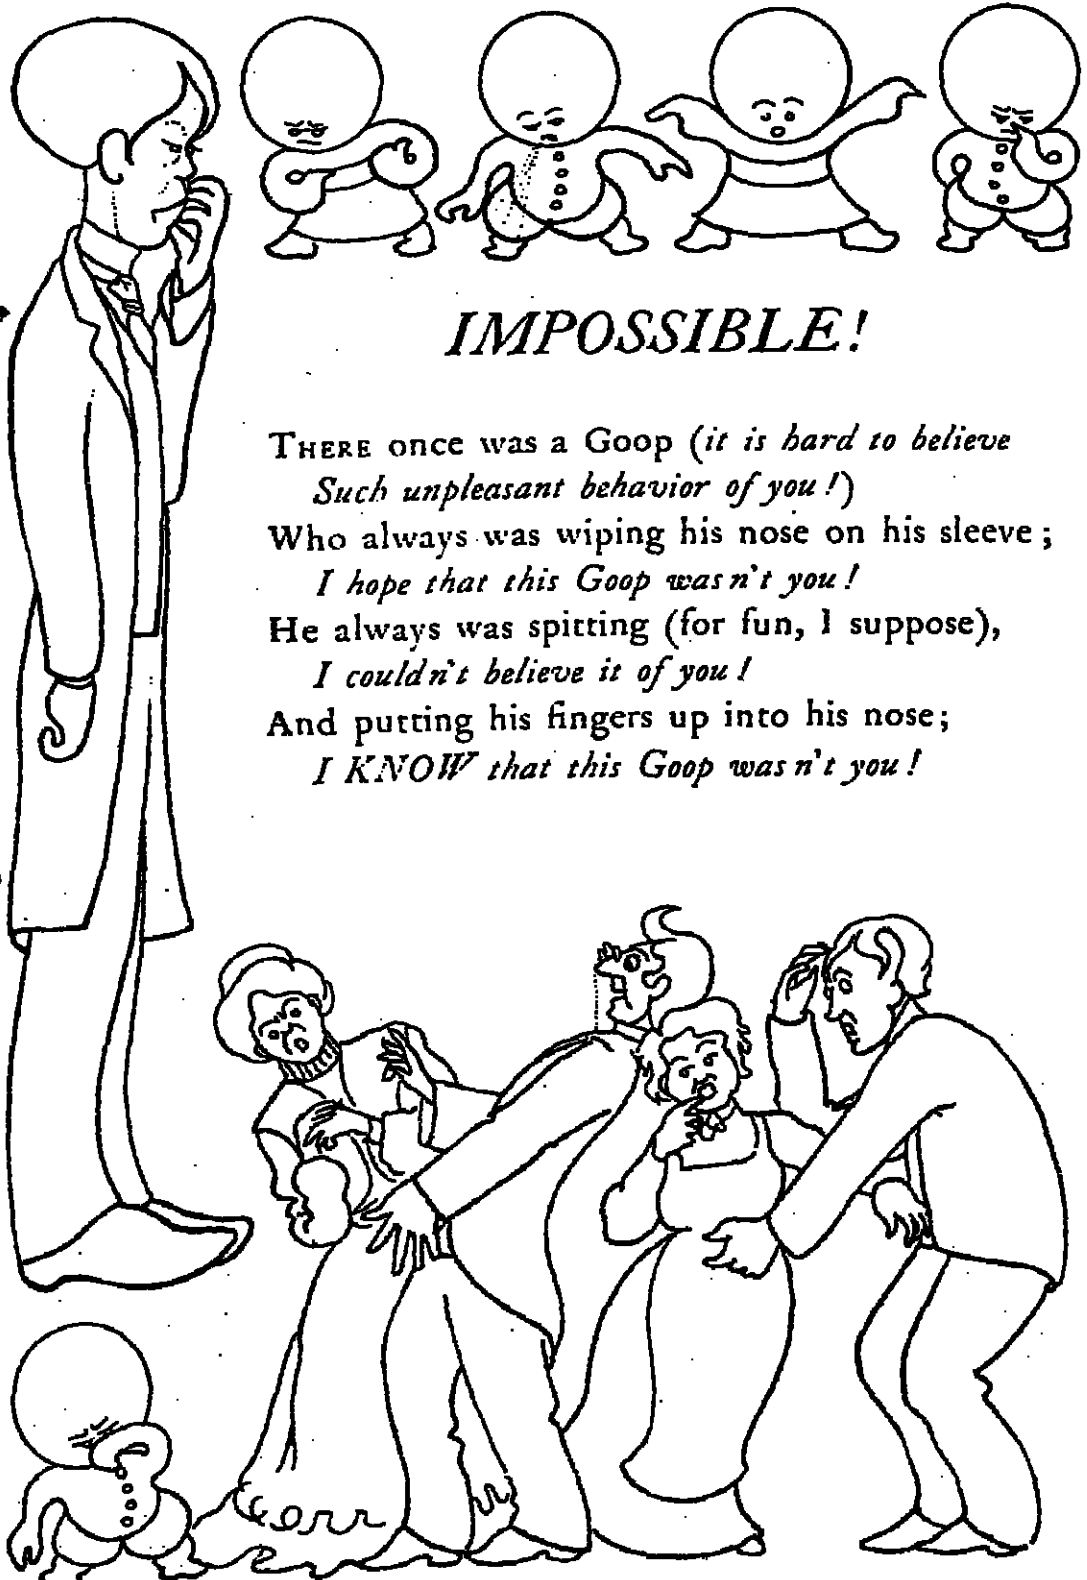 IMPOSSIBLE!
THERE once was a Goop (it is hard to believe
Such unpleasant behavior of you!)
Who always was wiping his nose on his sleeve;
I hope that this Goop wasn't you!
He always was spitting (for fun, I suppose),
I couldn't believe it of you!
And putting his fingers up into his nose;
I KNOW that this Goop wasn't you!